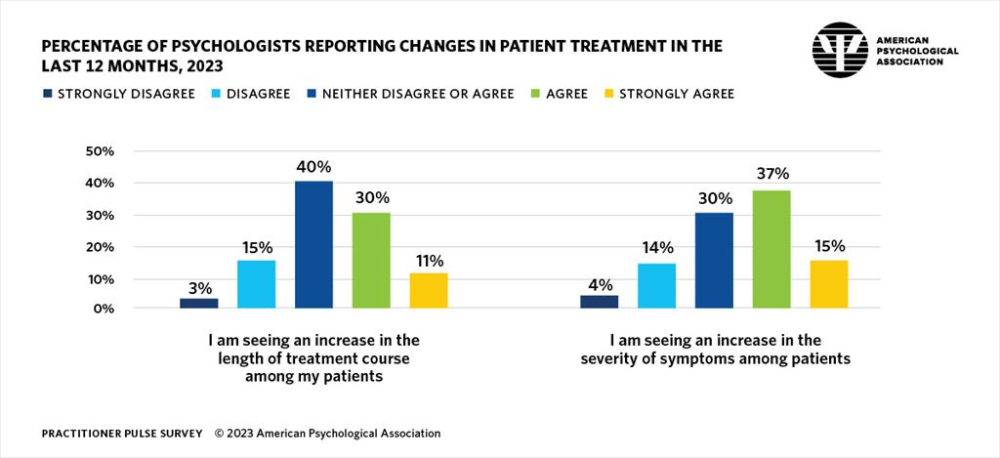 PERCENTAGE OF PSYCHOLOGISTS REPORTING CHANGES IN PATIENT TREATMENT IN THE
LAST 12 MONTHS, 2023
AMERICAN
PSYCHOLOGICAL
ASSOCIATION
STRONGLY DISAGREE DISAGREE NEITHER DISAGREE OR AGREE AGREE STRONGLY AGREE
50%
40%
30%
20%
10%
0%
3%
15%
40%
30%
11%
4%
14%
30%
37%
15%
I am seeing an increase in the
length of treatment course
among my patients
I am seeing an increase in the
severity of symptoms among patients
PRACTITIONER PULSE SURVEY © 2023 American Psychological Association